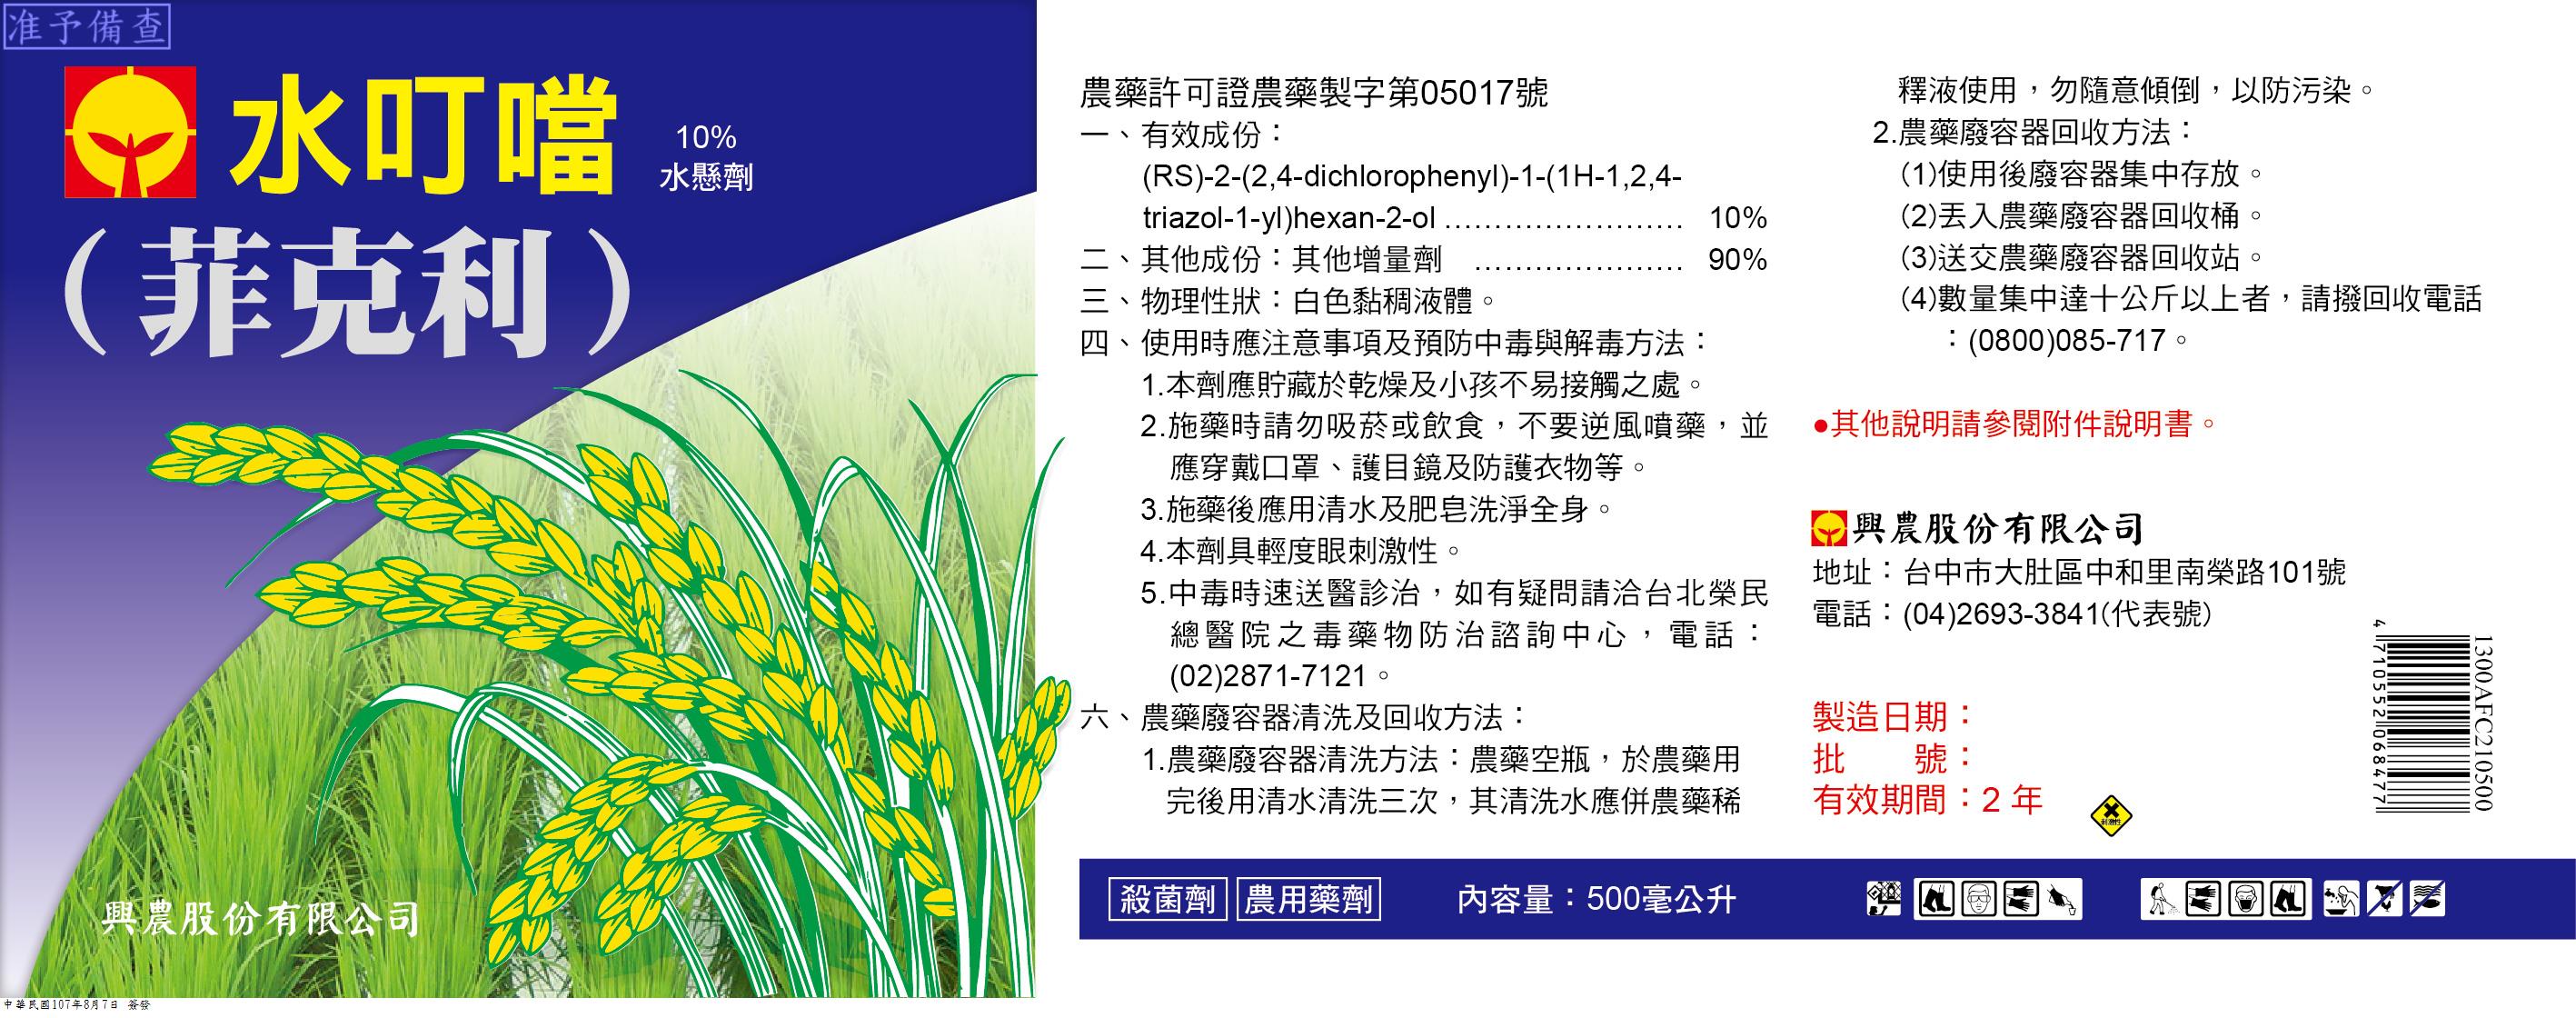 准予備查
水叮噹
10%
水懸劑
（菲克利）
興農股份有限公司
中華民國107年8月7日 簽發
農藥許可證農藥製字第05017號
一、有效成份：
(RS)-2-(2,4-dichlorophenyl)-1-(1H-1,2,4-
triazol-1-yl)hexan-2-ol ........................ 10%
二、其他成份：其他增量劑 ..................... 90%
三、物理性狀：白色黏稠液體。
四、使用時應注意事項及預防中毒與解毒方法：
1.本劑應貯藏於乾燥及小孩不易接觸之處。
2.施藥時請勿吸菸或飲食，不要逆風噴藥，並
應穿戴口罩、護目鏡及防護衣物等。
3.施藥後應用清水及肥皂洗淨全身。
4.本劑具輕度眼刺激性。
5.中毒時速送醫診治，如有疑問請洽台北榮民
總醫院之毒藥物防治諮詢中心，電話：
(02)2871-7121。
六、農藥廢容器清洗及回收方法：
1.農藥廢容器清洗方法：農藥空瓶，於農藥用
完後用清水清洗三次，其清洗水應併農藥稀
釋液使用，勿隨意傾倒，以防污染。
2.農藥廢容器回收方法：
(1)使用後廢容器集中存放。
(2)丟入農藥廢容器回收桶。
(3)送交農藥廢容器回收站。
(4)數量集中達十公斤以上者，請撥回收電話
：(0800)085-717。
●其他說明請參閱附件說明書。
興農股份有限公司
地址：台中市大肚區中和里南榮路101號
電話：(04)2693-3841(代表號)
製造日期：
批　　號：
有效期間：2 年
刺激性
4 710552 068477
1300AFC210500
殺菌劑 農用藥劑 內容量：500毫公升